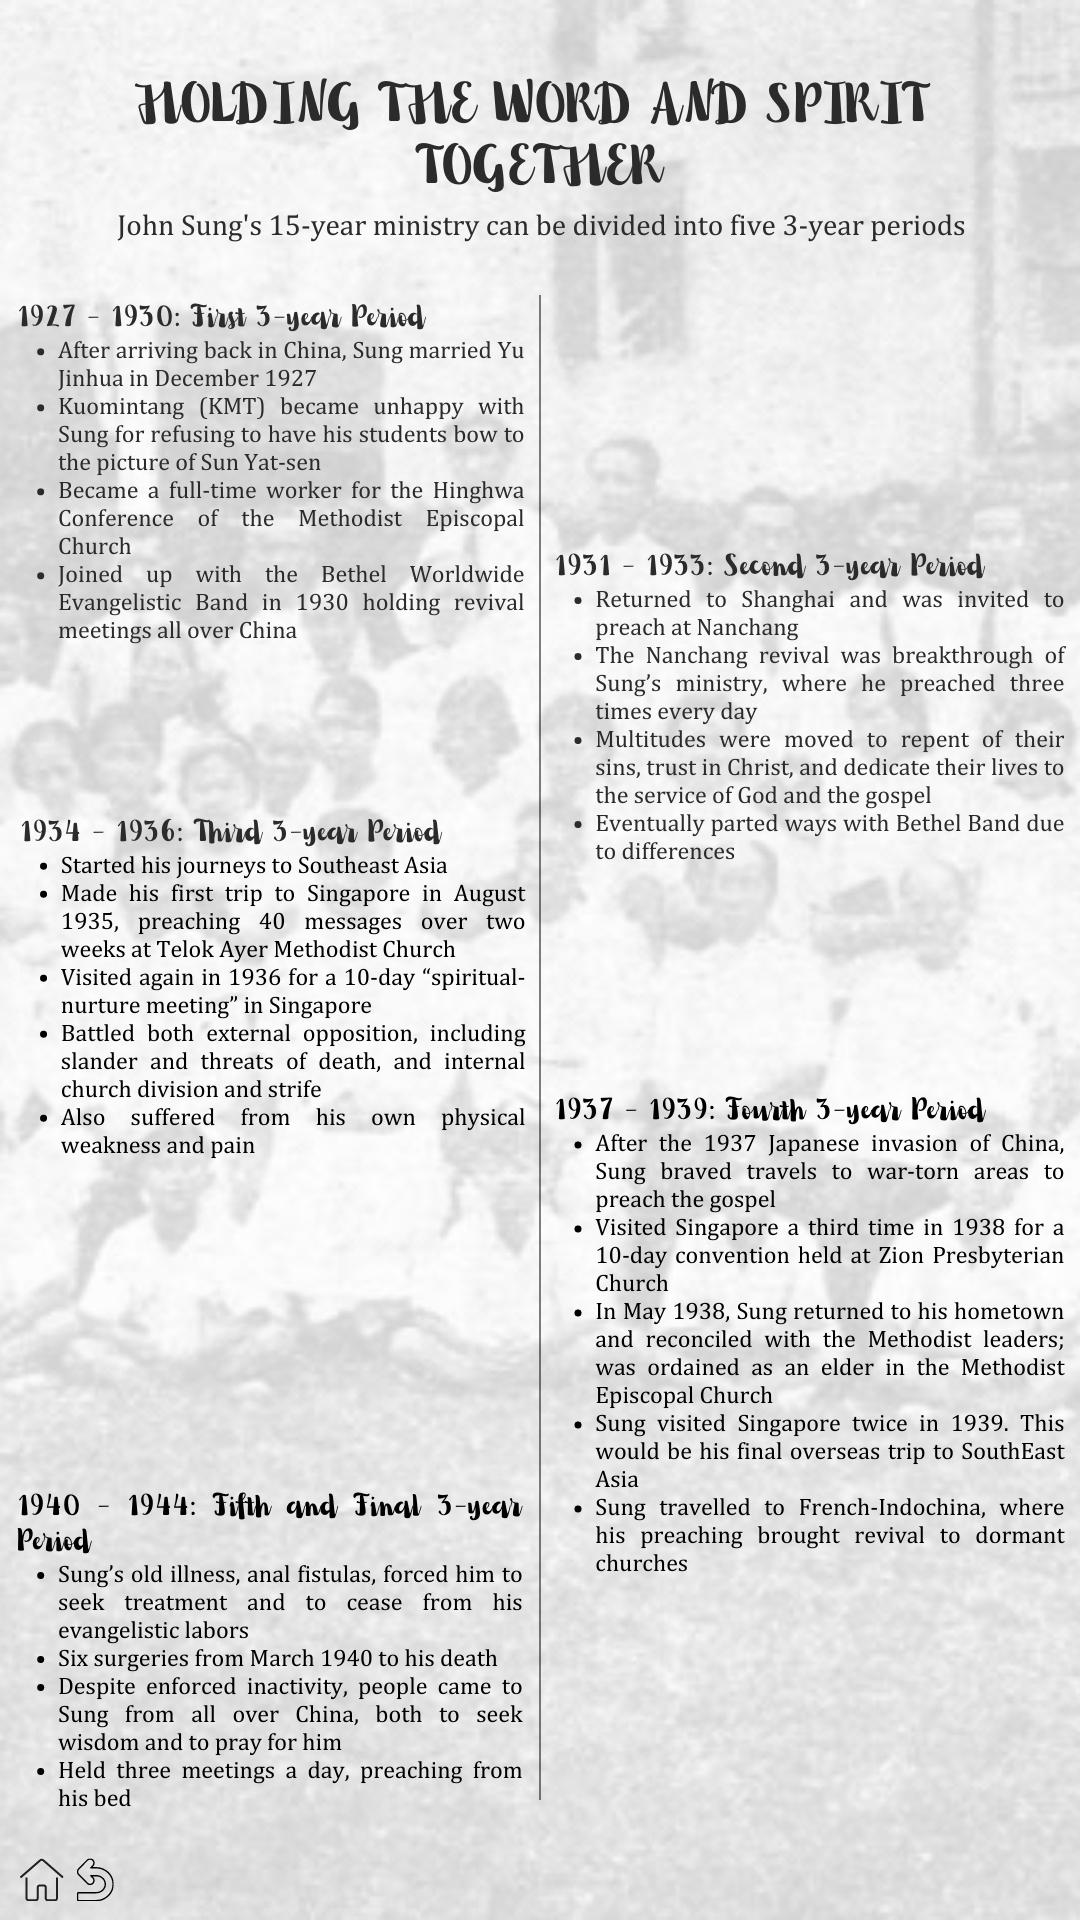 HOLDING THE WORD AND SPIRIT
TOGETHER
John Sung's 15-year ministry can be divided into five 3-year periods
1927 - 1930: First 3-year Period
• After arriving back in China, Sung married Yu
Jinhua in December 1927
• Kuomintang (KMT) became unhappy with
Sung for refusing to have his students bow to
the picture of Sun Yat-sen
• Became a full-time worker for the Hinghwa
Conference of the Methodist Episcopal
Church
• Joined up with the Bethel Worldwide
Evangelistic Band in 1930 holding revival
meetings all over China
1931 - 1933: Second 3-year Period
• Returned to Shanghai and was invited to
preach at Nanchang
• The Nanchang revival was breakthrough of
Sung’s ministry, where he preached three
times every day
• Multitudes were moved to repent of their
sins, trust in Christ, and dedicate their lives to
the service of God and the gospel
• Eventually parted ways with Bethel Band due
to differences
1934 - 1936: Third 3-year Period
• Started his journeys to Southeast Asia
• Made his first trip to Singapore in August
1935, preaching 40 messages over two
weeks at Telok Ayer Methodist Church
• Visited again in 1936 for a 10-day “spiritual-
nurture meeting” in Singapore
• Battled both external opposition, including
slander and threats of death, and internal
church division and strife
• Also suffered from his own physical
weakness and pain
1937 - 1939: Fourth 3-year Period
• After the 1937 Japanese invasion of China,
Sung braved travels to war-torn areas to
preach the gospel
• Visited Singapore a third time in 1938 for a
10-day convention held at Zion Presbyterian
Church
• In May 1938, Sung returned to his hometown
and reconciled with the Methodist leaders;
was ordained as an elder in the Methodist
Episcopal Church
• Sung visited Singapore twice in 1939. This
would be his final overseas trip to SouthEast
Asia
• Sung travelled to French-Indochina, where
his preaching brought revival to dormant
churches
1940 - 1944: Fifth and Final 3-year
Period
• Sung’s old illness, anal fistulas, forced him to
seek treatment and to cease from his
evangelistic labors
• Six surgeries from March 1940 to his death
• Despite enforced inactivity, people came to
Sung from all over China, both to seek
wisdom and to pray for him
• Held three meetings a day, preaching from
his bed